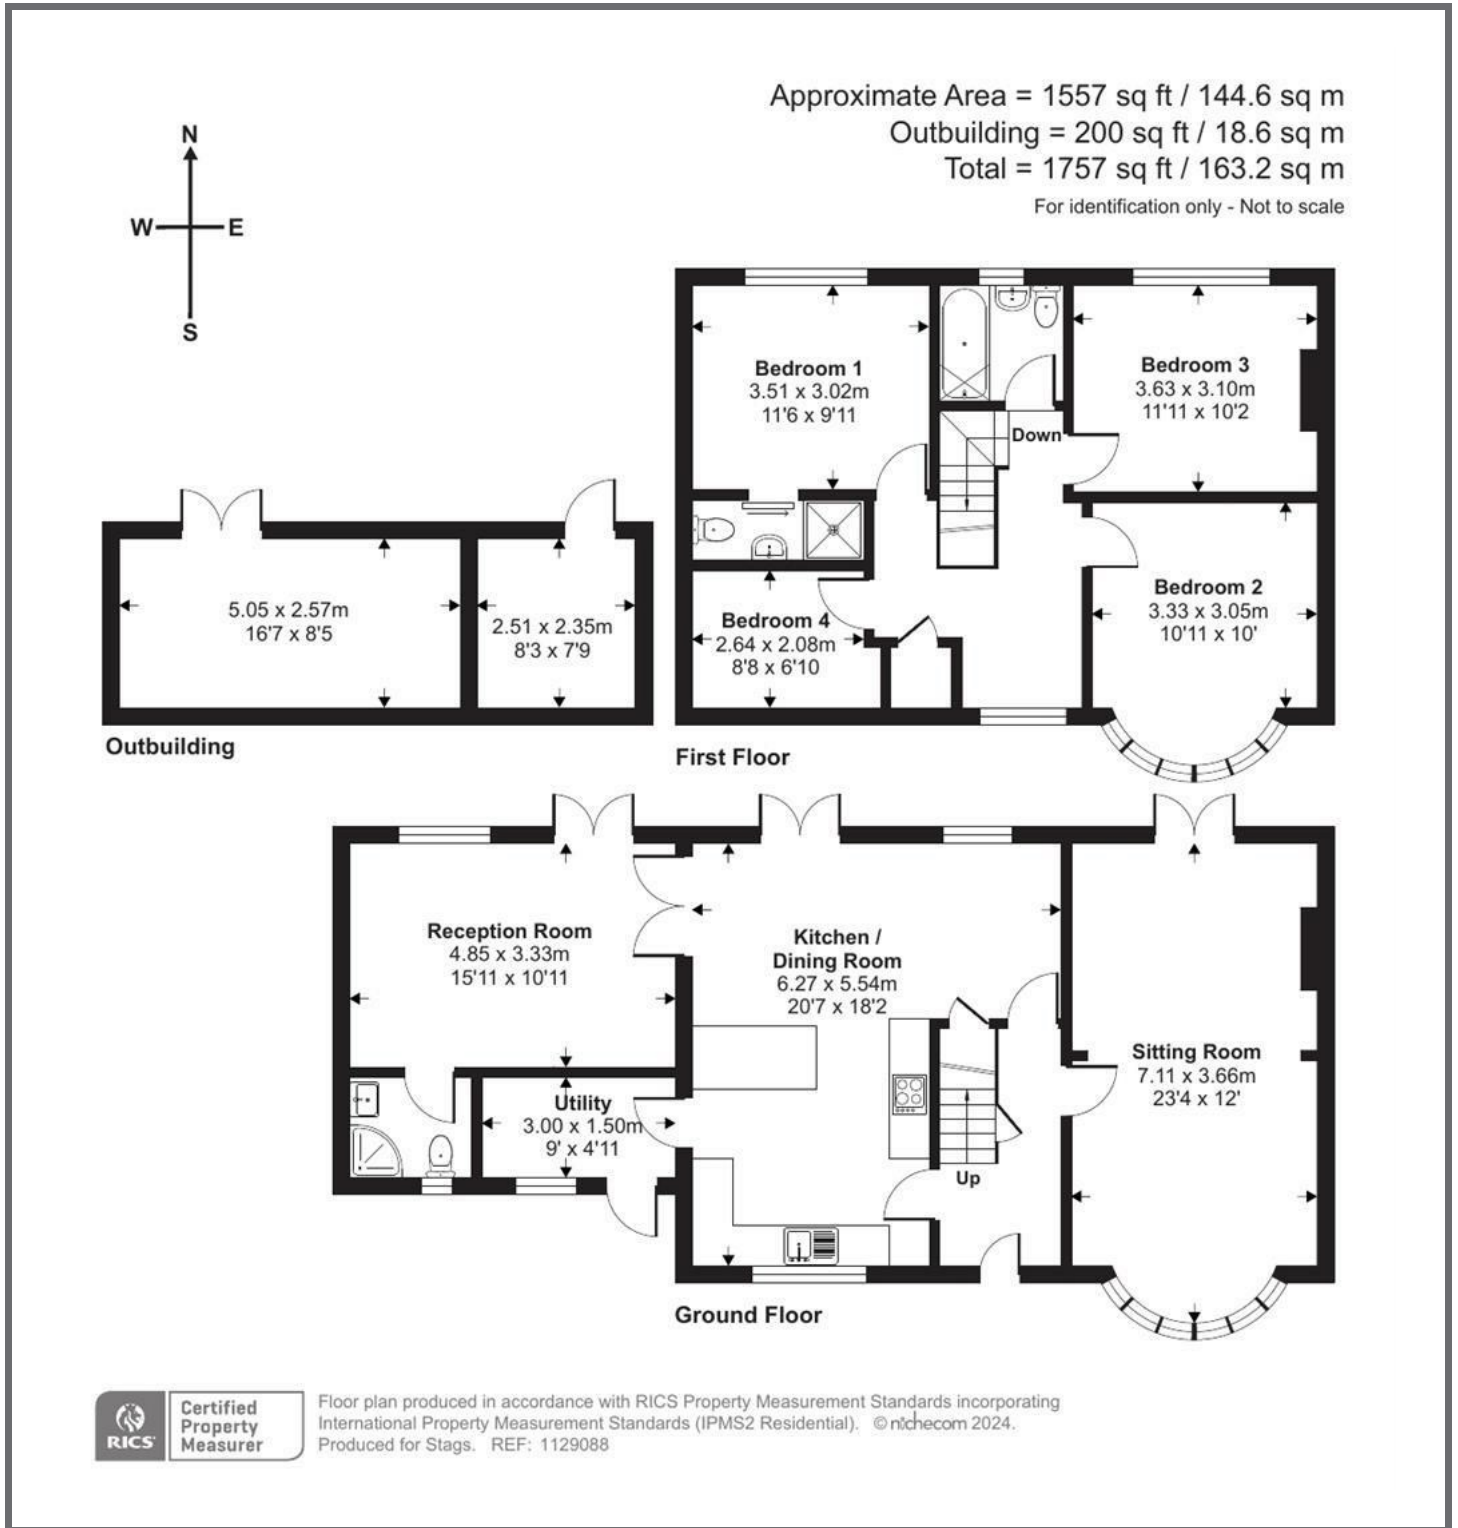 Approximate Area = 1557 sq ft / 144.6 sq m
Outbuilding = 200 sq ft / 18.6 sq m
Total = 1757 sq ft / 163.2 sq m
For identification only - Not to scale
N
W
E
S
Bedroom 1
3.51 x 3.02m
11'6 x 9'11
Down
Bedroom 3
3.63 x 3.10m
11'11 x 10'2
Bedroom 2
3.33 x 3.05m
10'11 x 10'
Bedroom 4
2.64 x 2.08m
8'8 x 6'10
5.05 x 2.57m
16'7 x 8'5
2.51 x 2.35m
8'3 x 7'9
Outbuilding
First Floor
Reception Room
4.85 x 3.33m
15'11 x 10'11
Kitchen /
Dining Room
6.27 x 5.54m
20'7 x 18'2
Sitting Room
7.11 x 3.66m
23'4 x 12'
Utility
3.00 x 1.50m
9' x 4'11
Up
Ground Floor
RICS
Certified
Property
Measurer
Floor plan produced in accordance with RICS Property Measurement Standards incorporating
International Property Measurement Standards (IPMS2 Residential). © nichecom 2024.
Produced for Stags. REF: 1129088